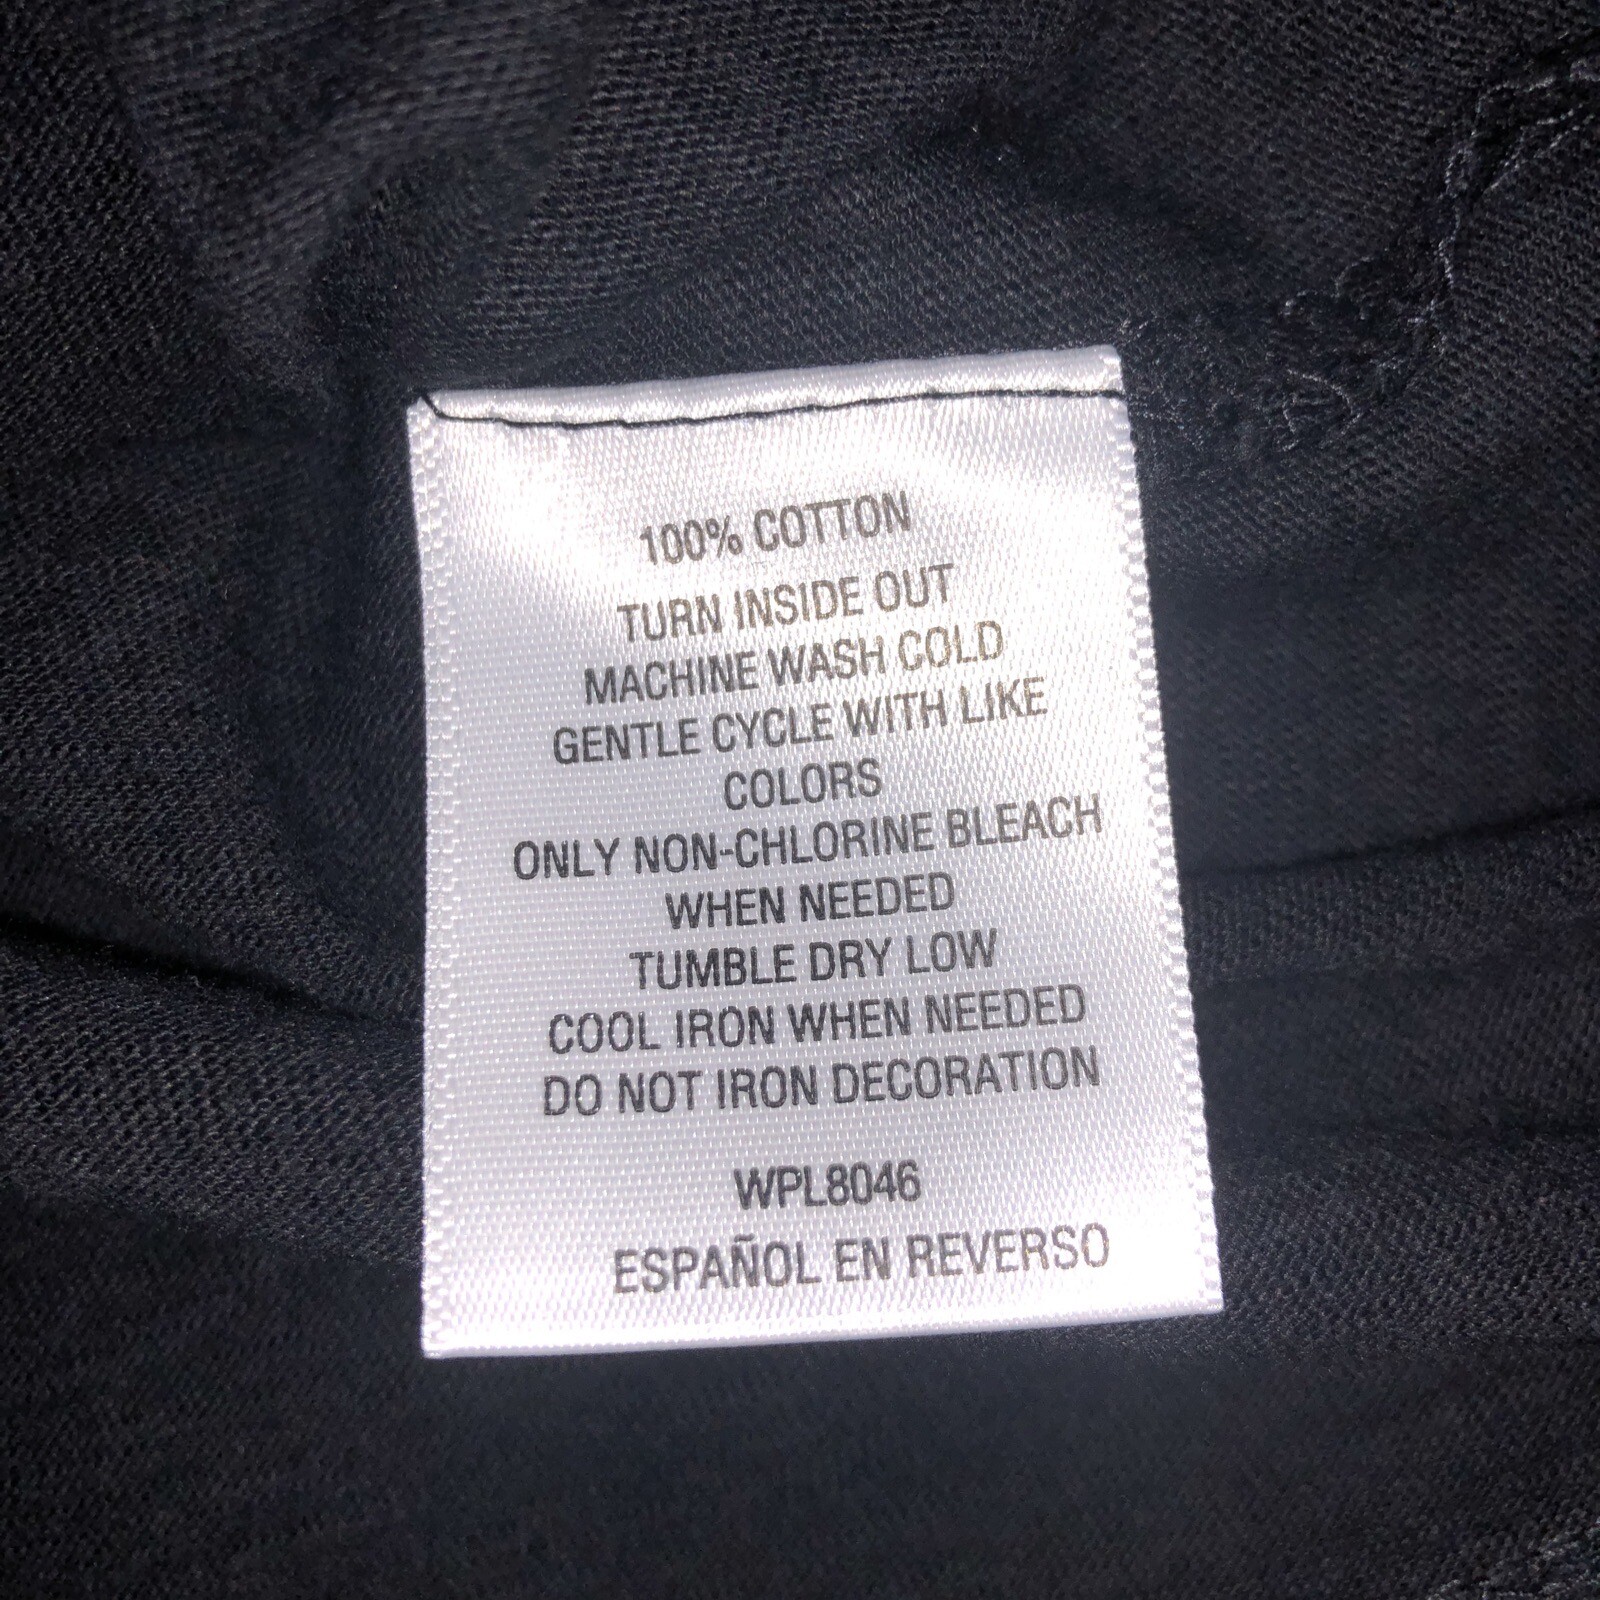 100% COTTON
TURN INSIDE OUT
MACHINE WASH COLD
GENTLE CYCLE WITH LIKE
COLORS
ONLY NON-CHLORINE BLEACH
WHEN NEEDED
TUMBLE DRY LOW
COOL IRON WHEN NEEDED
DO NOT IRON DECORATION
WPL8046
ESPAÑOL EN REVERSO